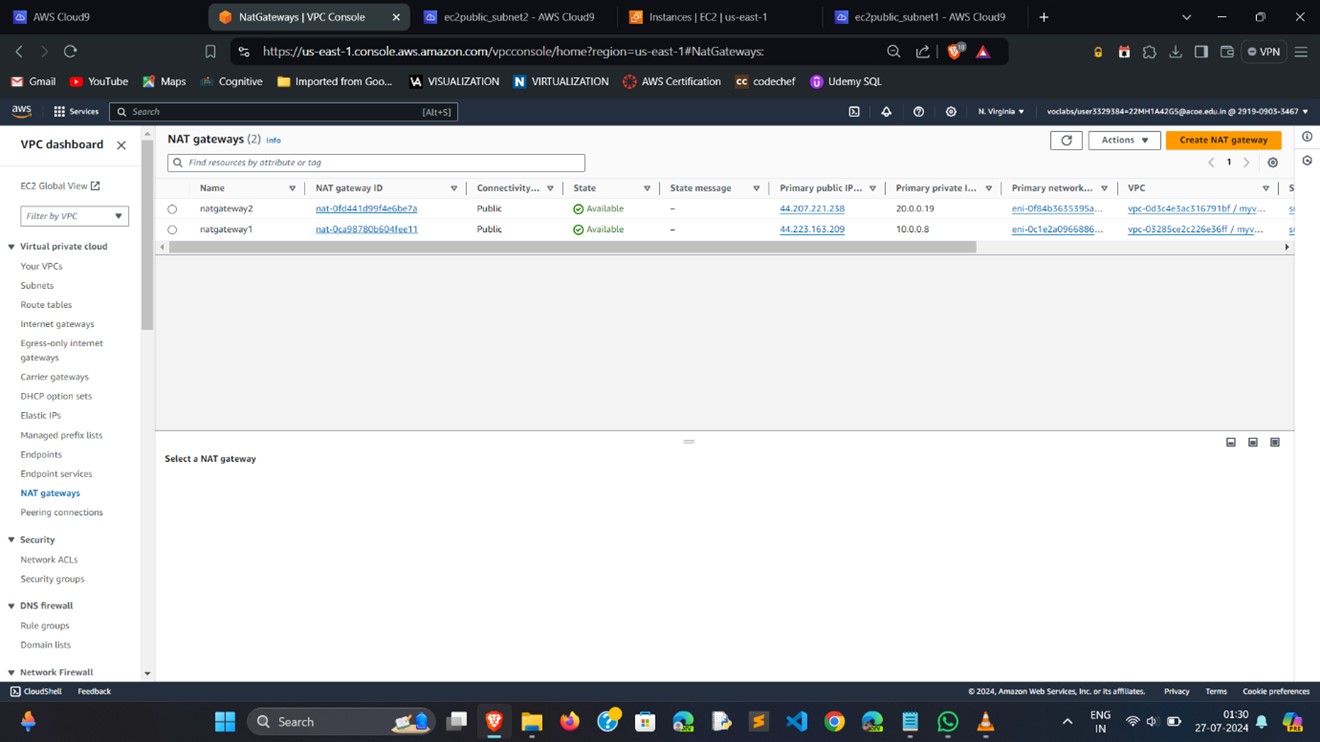 AWS Cloud9
NatGateways | VPC Console
ec2public_subnet2 - AWS Cloud9
Instances | EC2 | us-east-1
ec2public_subnet1 - AWS Cloud9
https://us-east-1.console.aws.amazon.com/vpcconsole/home?region=us-east-1#NatGateways:
VPN
Gmail YouTube Maps Cognitive Imported from Goo... VISUALIZATION VIRTUALIZATION AWS Certification codechef Udemy SQL
aws Services Search [Alt+S] N. Virginia voclabs/user3329384=22MH1A42G5@acoe.edu.in @ 2919-0903-3467
VPC dashboard
EC2 Global View
Filter by VPC
Virtual private cloud
Your VPCs
Subnets
Route tables
Internet gateways
Egress-only internet
gateways
Carrier gateways
DHCP option sets
Elastic IPs
Managed prefix lists
Endpoints
Endpoint services
NAT gateways
Peering connections
Security
Network ACLs
Security groups
DNS firewall
Rule groups
Domain lists
Network Firewall
NAT gateways (2) Info
Actions
Create NAT gateway
Find resources by attribute or tag
1
Name NAT gateway ID Connectivity... State State message Primary public IP... Primary private I... Primary network... VPC
natgateway2 nat-0fd441d99f4e6be7a Public Available – 44.207.221.238 20.0.0.19 eni-0f84b3635395a... vpc-0d3c4e3ac316791bf / myv...
natgateway1 nat-0ca98780b604fee11 Public Available – 44.223.163.209 10.0.0.8 eni-0c1e2a0966886... vpc-03285ce2c226e36ff / myv...
Select a NAT gateway
CloudShell Feedback © 2024, Amazon Web Services, Inc. or its affiliates. Privacy Terms Cookie preferences
Search
ENG
IN
01:30
27-07-2024